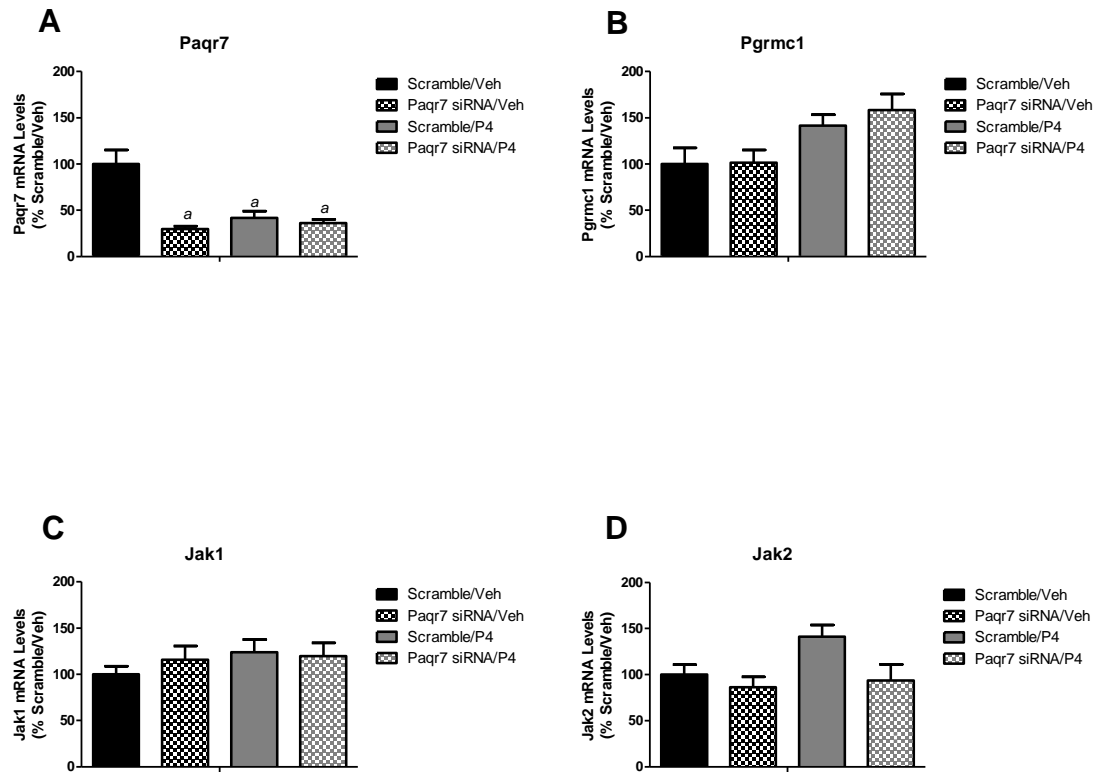 A
Paqr7
Paqr7 mRNA Levels
(% Scramble/Veh)
200
150
100
50
0
a
a
a
Scramble/Veh
Paqr7 siRNA/Veh
Scramble/P4
Paqr7 siRNA/P4
B
Pgrmc1
Pgrmc1 mRNA Levels
(% Scramble/Veh)
200
150
100
50
0
Scramble/Veh
Paqr7 siRNA/Veh
Scramble/P4
Paqr7 siRNA/P4
C
Jak1
Jak1 mRNA Levels
(% Scramble/Veh)
200
150
100
50
0
Scramble/Veh
Paqr7 siRNA/Veh
Scramble/P4
Paqr7 siRNA/P4
D
Jak2
Jak2 mRNA Levels
(% Scramble/Veh)
200
150
100
50
0
Scramble/Veh
Paqr7 siRNA/Veh
Scramble/P4
Paqr7 siRNA/P4